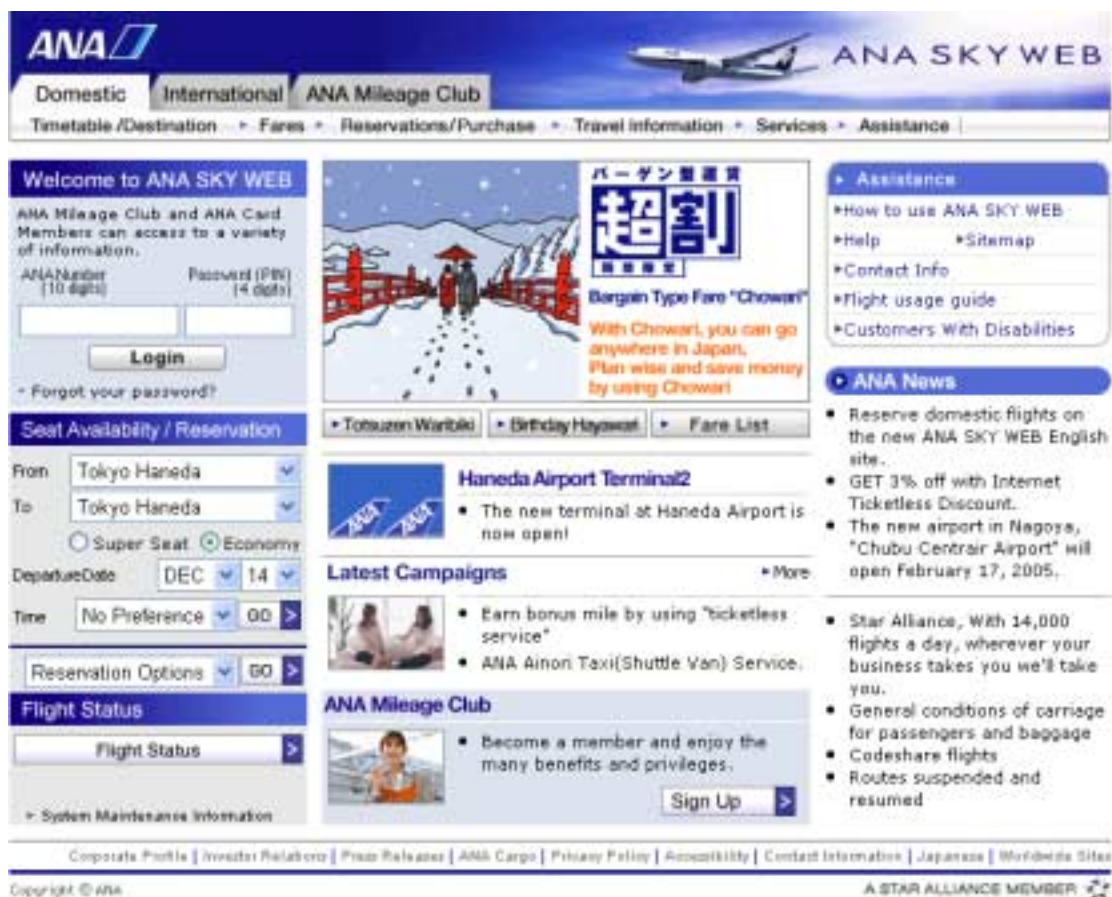 ANA
ANA SKY WEB
Domestic International ANA Mileage Club
Timetable /Destination Fares Reservations/Purchase Travel Information Services Assistance
Welcome to ANA SKY WEB
ANA Mileage Club and ANA Card
Members can access to a variety
of information.
ANA Number Password (PIN)
(10 digits) (4 digits)
Login
Forgot your password?
Seat Availability / Reservation
From Tokyo Haneda
To Tokyo Haneda
Super Seat Economy
DepartureDate DEC 14
Time No Preference GO
Reservation Options GO
Flight Status
Flight Status
System Maintenance Information
バーゲン型運賃
超割
期間限定
Bargain Type Fare "Chowari"
With Chowari, you can go
anywhere in Japan,
Plan wise and save money
by using Chowari
Totsuzen Waribiki Birthday Hayawari Fare List
ANA ANA
Haneda Airport Terminal2
The new terminal at Haneda Airport is
now open!
Latest Campaigns More
Earn bonus mile by using "ticketless
service"
ANA Ainori Taxi(Shuttle Van) Service.
ANA Mileage Club
Become a member and enjoy the
many benefits and privileges.
Sign Up
Assistance
How to use ANA SKY WEB
Help Sitemap
Contact Info
Flight usage guide
Customers With Disabilities
ANA News
Reserve domestic flights on
the new ANA SKY WEB English
site.
GET 3% off with Internet
Ticketless Discount.
The new airport in Nagoya,
"Chubu Centrair Airport" will
open February 17, 2005.
Star Alliance, With 14,000
flights a day, wherever your
business takes you we'll take
you.
General conditions of carriage
for passengers and baggage
Codeshare flights
Routes suspended and
resumed
Corporate Profile | Investor Relations | Press Releases | ANA Cargo | Privacy Policy | Accessibility | Contact Information | Japanese | Worldwide Sites
Copyright © ANA
A STAR ALLIANCE MEMBER